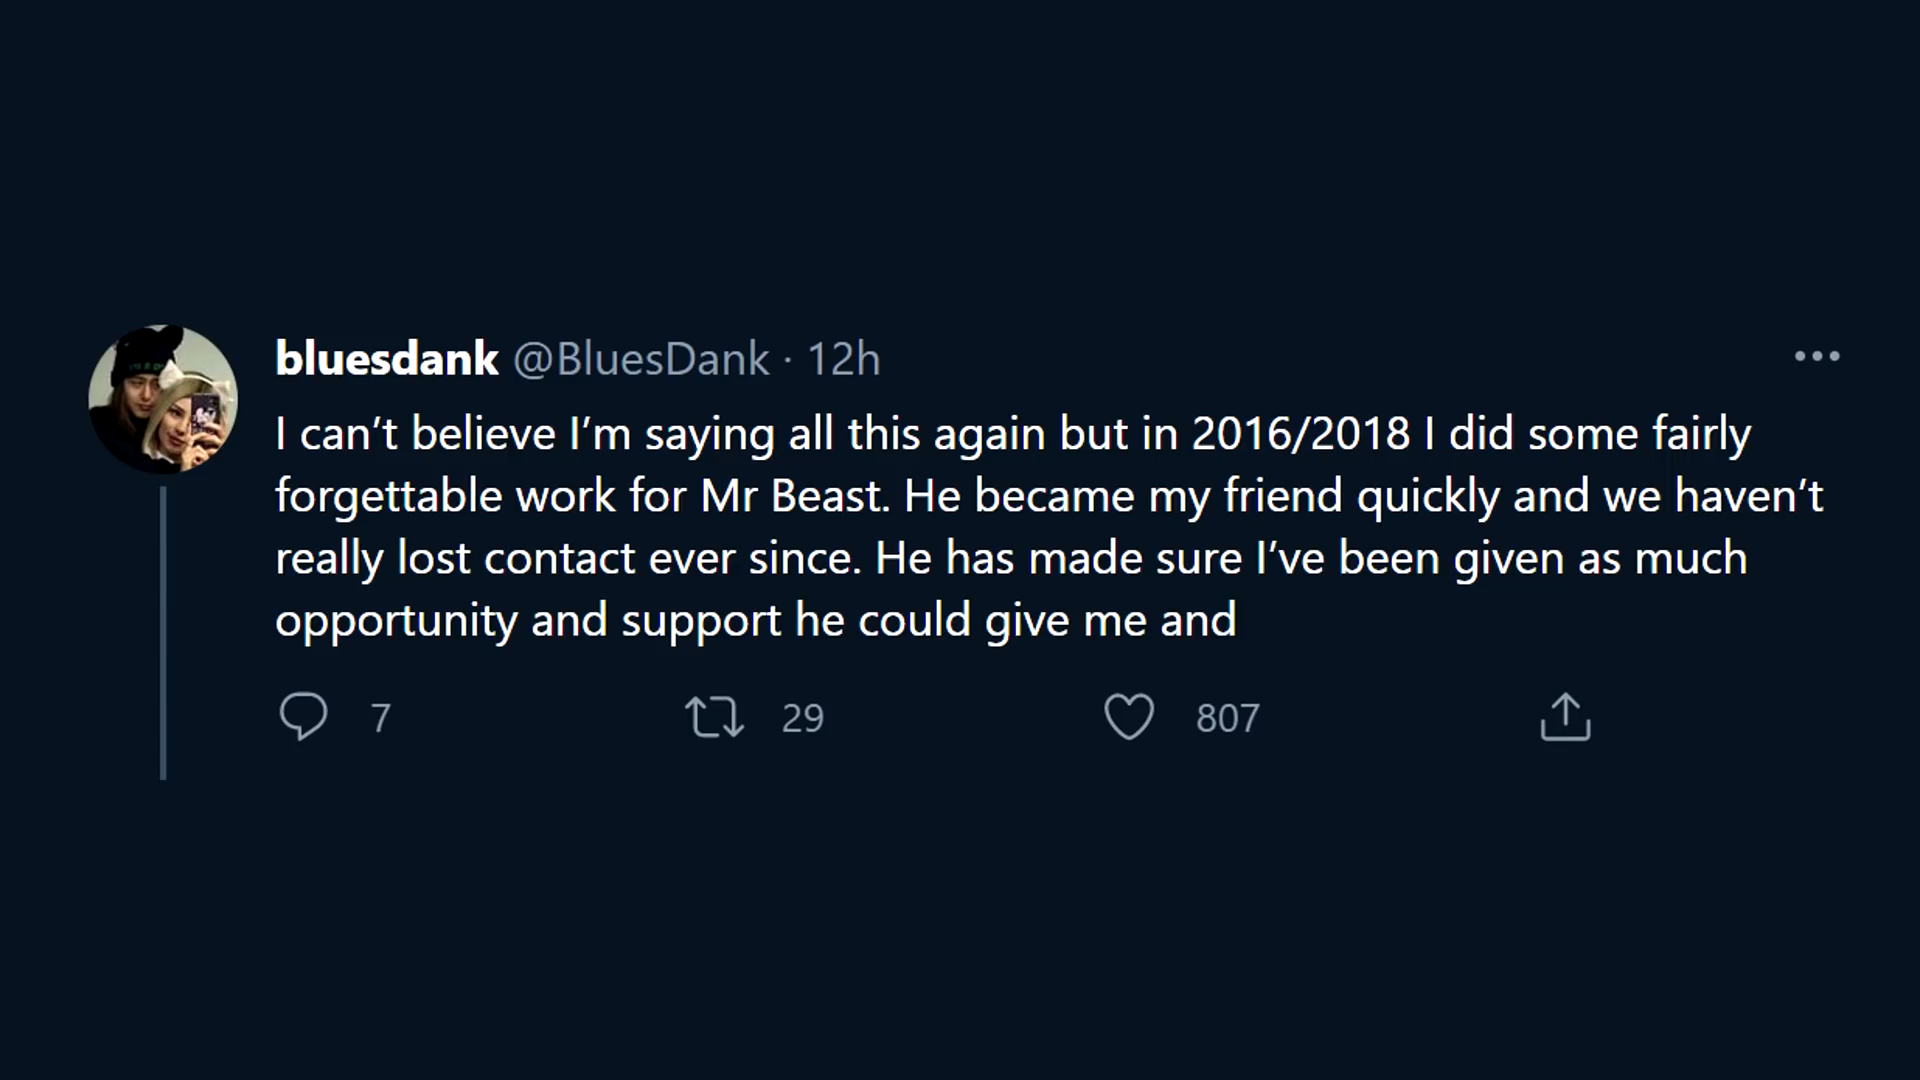 bluesdank @BluesDank · 12h
I can’t believe I’m saying all this again but in 2016/2018 I did some fairly
forgettable work for Mr Beast. He became my friend quickly and we haven’t
really lost contact ever since. He has made sure I’ve been given as much
opportunity and support he could give me and
7 29 807